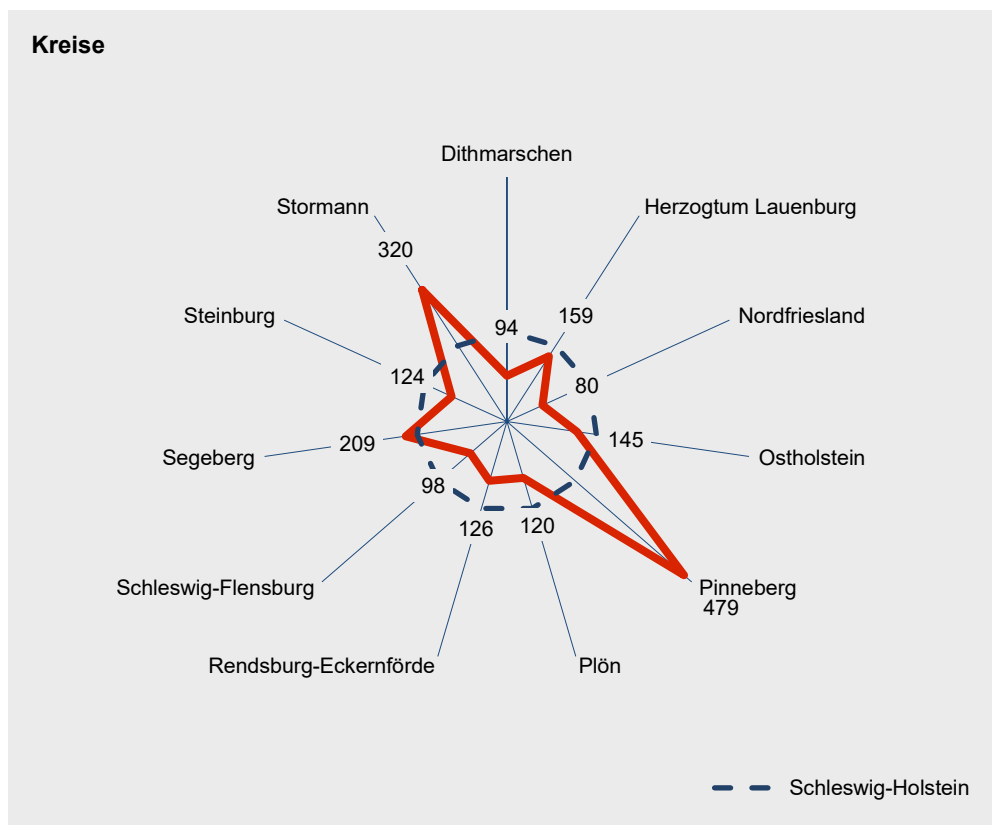 Kreise
Dithmarschen
Stormann
Herzogtum Lauenburg
320
Steinburg
94
159
Nordfriesland
124
80
Segeberg
209
145
Ostholstein
98
126
120
Schleswig-Flensburg
Pinneberg
479
Rendsburg-Eckernförde
Plön
Schleswig-Holstein